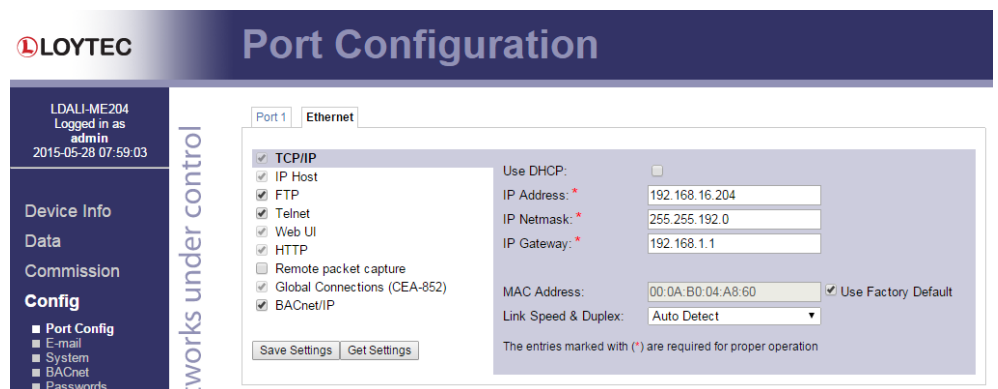 LOYTEC
Port Configuration
LDALI-ME204
Logged in as
admin
2015-05-28 07:59:03
Device Info
Data
Commission
Config
Port Config
E-mail
System
BACnet
Passwords
tworks under control
Port 1 Ethernet
TCP/IP
IP Host
FTP
Telnet
Web UI
HTTP
Remote packet capture
Global Connections (CEA-852)
BACnet/IP
Save Settings Get Settings
Use DHCP:
IP Address: * 192.168.16.204
IP Netmask: * 255.255.192.0
IP Gateway: * 192.168.1.1
MAC Address: 00:0A:B0:04:A8:60 Use Factory Default
Link Speed & Duplex: Auto Detect
The entries marked with (*) are required for proper operation